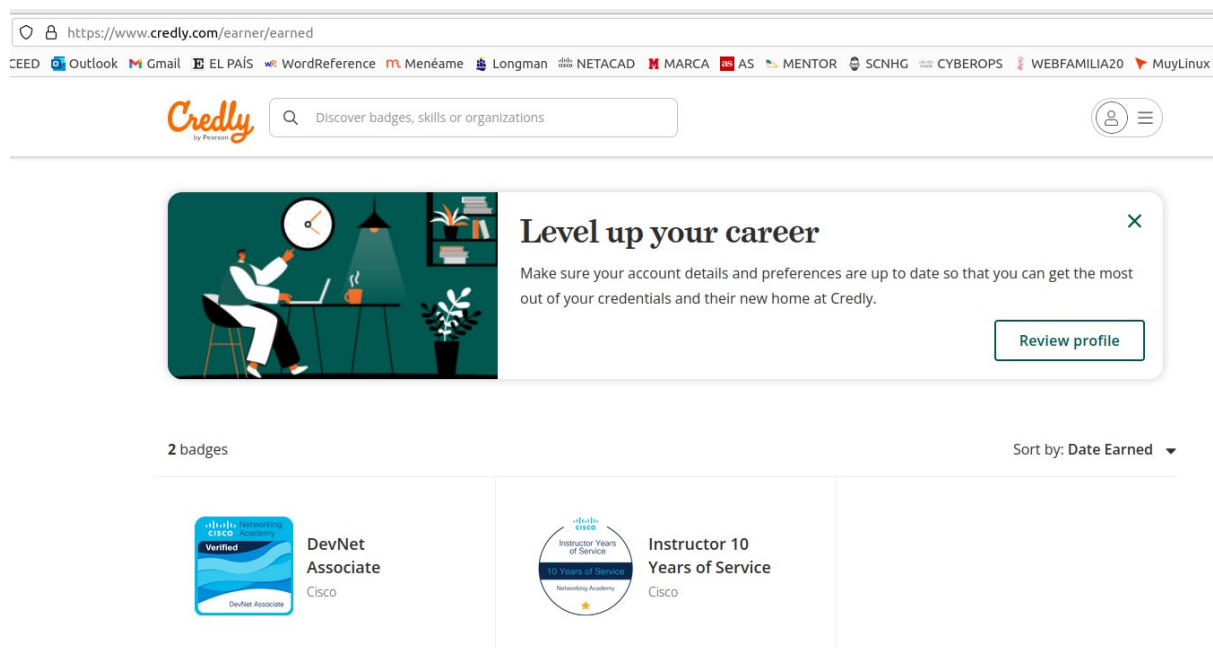 https://www.credly.com/earner/earned
CEED Outlook Gmail EL PAÍS WordReference Menéame Longman NETACAD MARCA AS MENTOR SCNHG CYBEROPS WEBFAMILIA20 MuyLinux
Credly
by Pearson
Discover badges, skills or organizations
Level up your career
Make sure your account details and preferences are up to date so that you can get the most
out of your credentials and their new home at Credly.
Review profile
2 badges
Sort by: Date Earned
CISCO Networking
Academy
Verified
DevNet Associate
DevNet
Associate
Cisco
CISCO
Instructor Years
of Service
10 Years of Service
Networking Academy
Instructor 10
Years of Service
Cisco